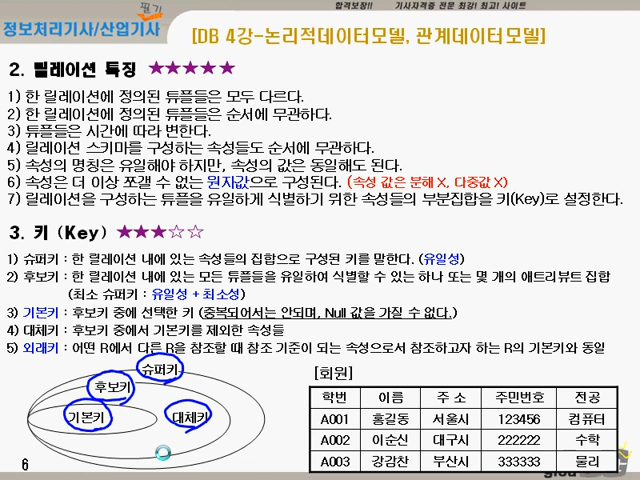 합격보장!! 기사자격증 전문 최강! 최고! 사이트
필기
정보처리기사/산업기사
[DB 4강-논리적데이터모델, 관계데이터모델]
2. 릴레이션 특징 ★★★★★
1) 한 릴레이션에 정의된 튜플들은 모두 다르다.
2) 한 릴레이션에 정의된 튜플들은 순서에 무관하다.
3) 튜플들은 시간에 따라 변한다.
4) 릴레이션 스키마를 구성하는 속성들도 순서에 무관하다.
5) 속성의 명칭은 유일해야 하지만, 속성의 값은 동일해도 된다.
6) 속성은 더 이상 쪼갤 수 없는 원자값으로 구성된다. (속성 값은 분해 X, 다중값 X)
7) 릴레이션을 구성하는 튜플을 유일하게 식별하기 위한 속성들의 부분집합을 키(Key)로 설정한다.
3. 키 (Key) ★★★☆☆
1) 슈퍼키 : 한 릴레이션 내에 있는 속성들의 집합으로 구성된 키를 말한다. (유일성)
2) 후보키 : 한 릴레이션 내에 있는 모든 튜플들을 유일하여 식별할 수 있는 하나 또는 몇 개의 애트리뷰트 집합
(최소 슈퍼키 : 유일성 + 최소성)
3) 기본키 : 후보키 중에 선택한 키 (중복되어서는 안되며, Null 값을 가질 수 없다.)
4) 대체키 : 후보키 중에서 기본키를 제외한 속성들
5) 외래키 : 어떤 R에서 다른 R을 참조할 때 참조 기준이 되는 속성으로서 참조하고자 하는 R의 기본키와 동일
슈퍼키
후보키
기본키 대체키
[회원]
학번 이름 주 소 주민번호 전공
A001 홍길동 서울시 123456 컴퓨터
A002 이순신 대구시 222222 수학
A003 강감찬 부산시 333333 물리
6